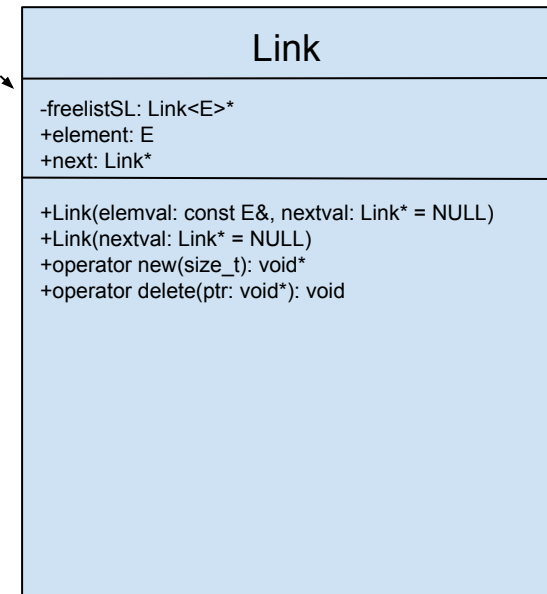 Link
-freelistSL: Link<E>*
+element: E
+next: Link*
+Link(elemval: const E&, nextval: Link* = NULL)
+Link(nextval: Link* = NULL)
+operator new(size_t): void*
+operator delete(ptr: void*): void